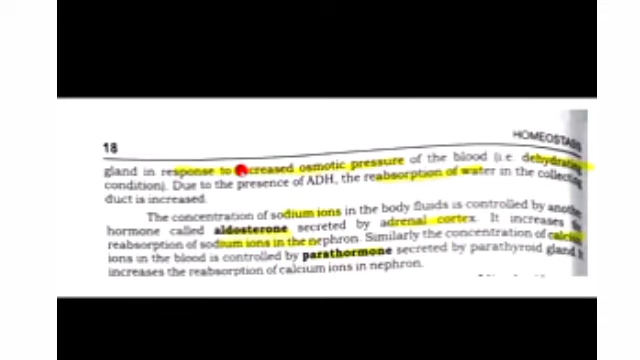 18
HOMEOSTASIS
gland in response to increased osmotic pressure of the blood (i.e. dehydrating
condition). Due to the presence of ADH, the reabsorption of water in the collecting
duct is increased.
The concentration of sodium ions in the body fluids is controlled by another
hormone called aldosterone secreted by adrenal cortex. It increases the
reabsorption of sodium ions in the nephron. Similarly the concentration of calcium
ions in the blood is controlled by parathormone secreted by parathyroid gland. It
increases the reabsorption of calcium ions in nephron.